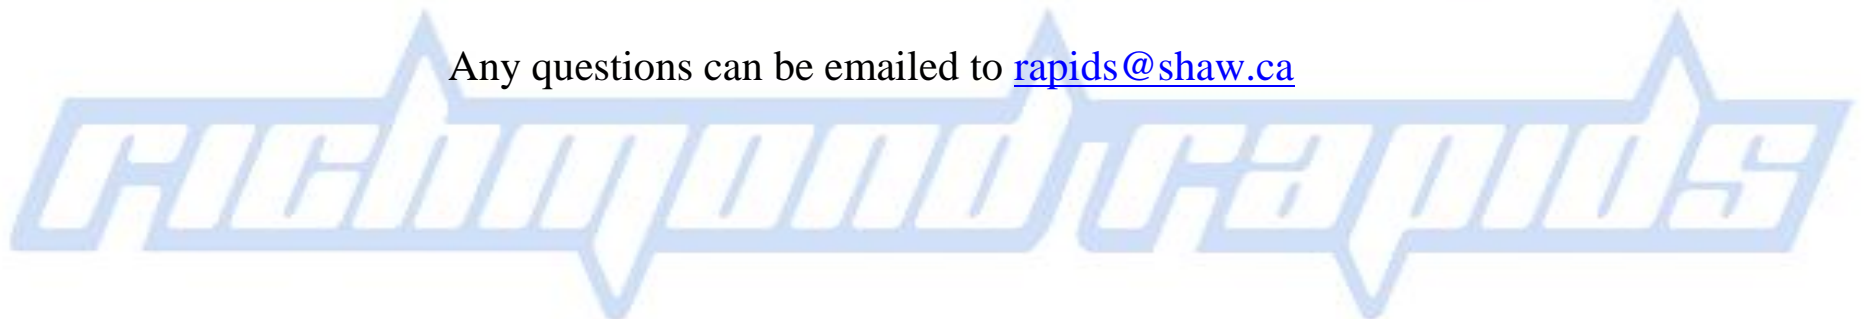 Any questions can be emailed to rapids@shaw.ca
richmond rapids